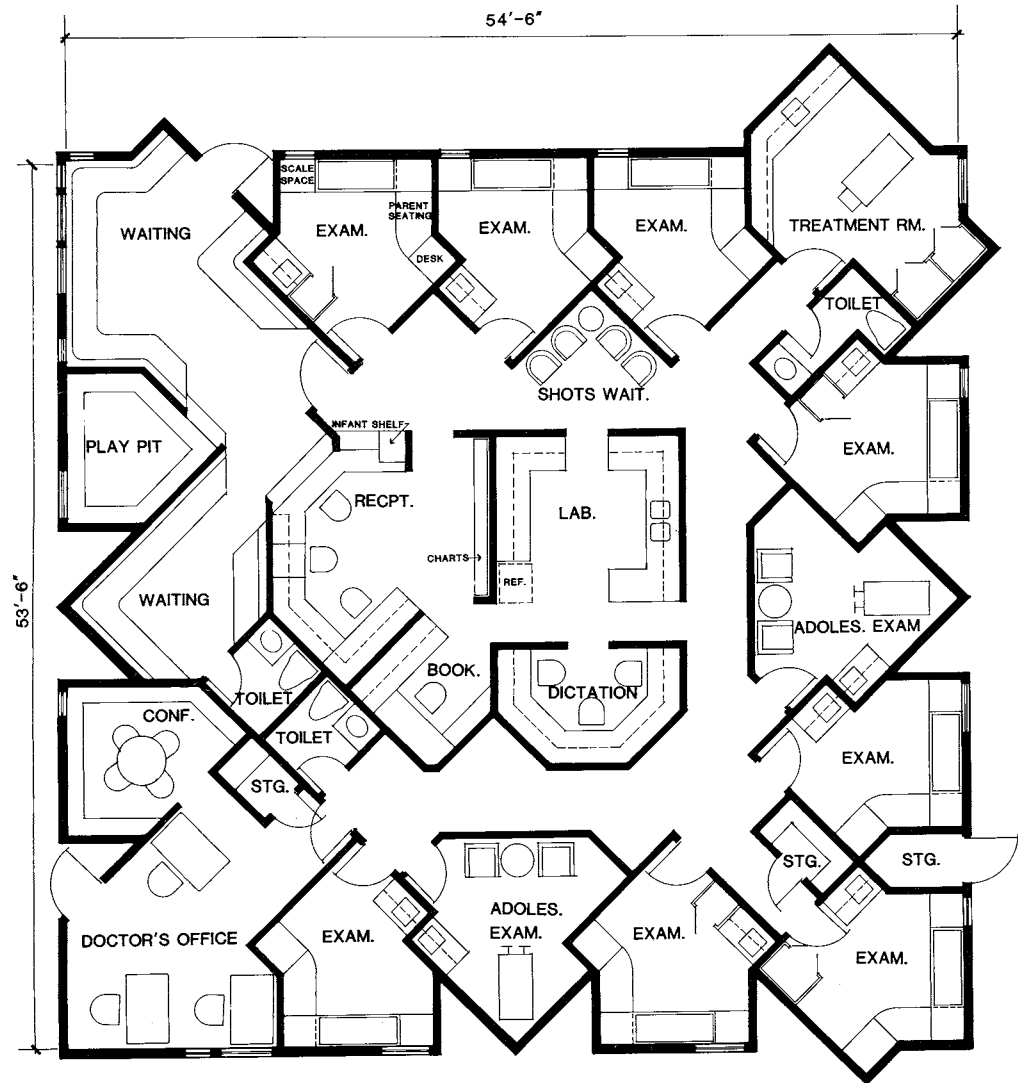 54'-6"
SCALE
SPACE
PARENT
SEATING
WAITING
EXAM.
EXAM.
EXAM.
TREATMENT RM.
DESK
TOILET
SHOTS WAIT.
INFANT SHELF
PLAY PIT
EXAM.
RECPT.
LAB.
CHARTS
REF.
53'-6"
WAITING
ADOLES. EXAM
BOOK.
TOILET
DICTATION
CONF.
TOILET
EXAM.
STG.
STG.
STG.
ADOLES.
EXAM.
DOCTOR'S OFFICE
EXAM.
EXAM.
EXAM.